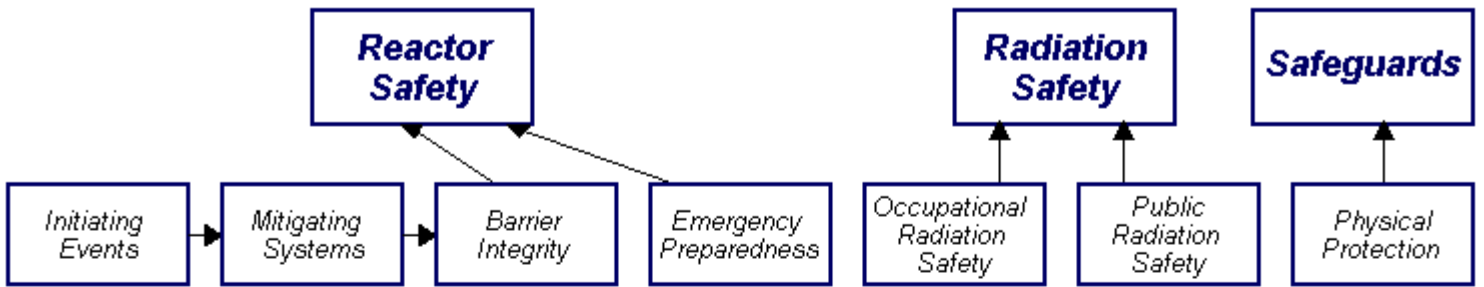 Reactor
Safety
Radiation
Safety
Safeguards
Initiating
Events
Mitigating
Systems
Barrier
Integrity
Emergency
Preparedness
Occupational
Radiation
Safety
Public
Radiation
Safety
Physical
Protection